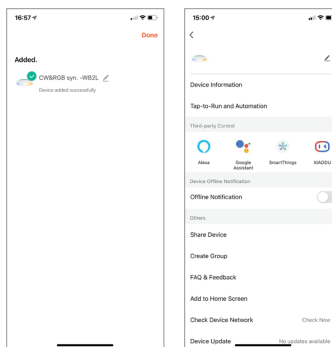 16:57
Done
Added.
CW&RGB syn. -WB2L
Device added successfully
15:00
Device Information
Tap-to-Run and Automation
Third-party Control
Alexa
Google
Assistant
SmartThings
XIAODU
Device Offline Notification
Offline Notification
Others
Share Device
Create Group
FAQ & Feedback
Add to Home Screen
Check Device Network
Check Now
Device Update
No updates available